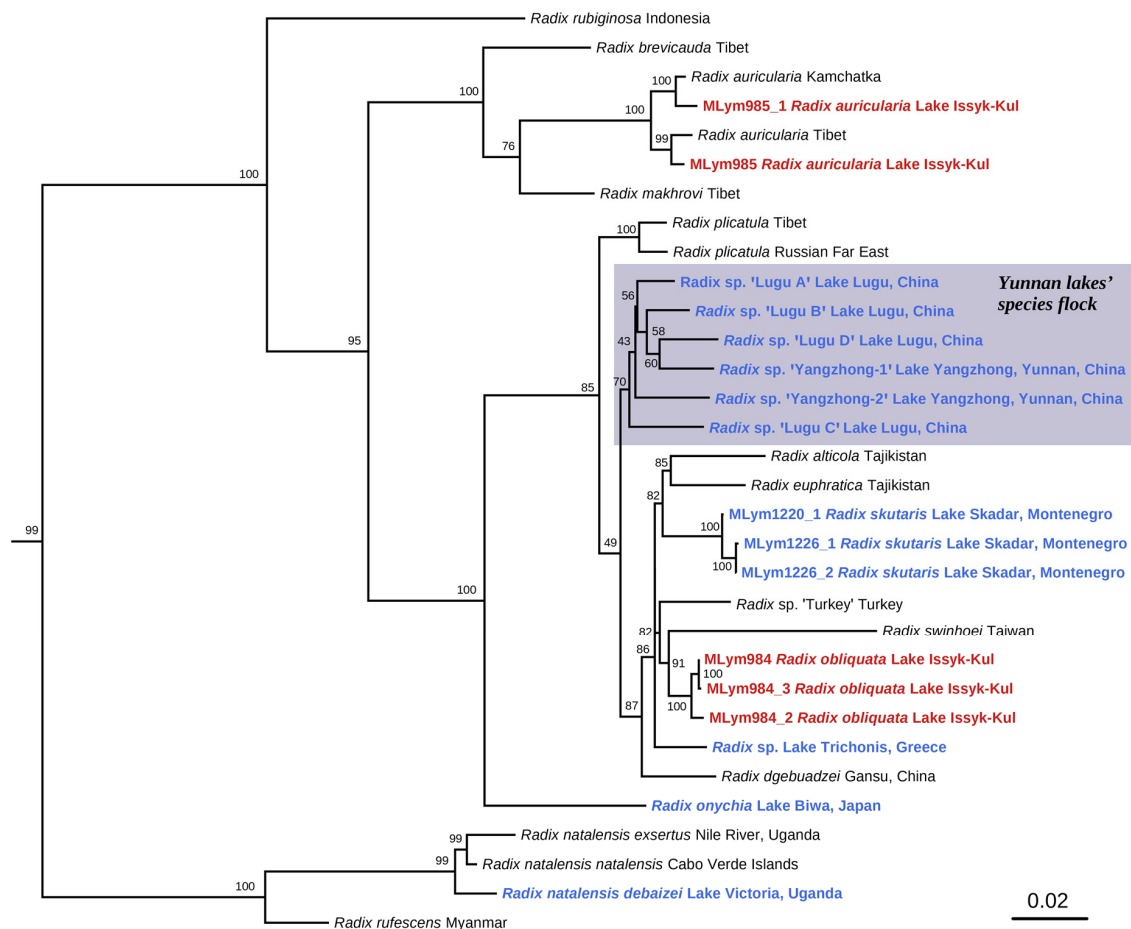 Radix rubiginosa Indonesia
Radix brevicauda Tibet
100
Radix auricularia Kamchatka
100
MLym985_1 Radix auricularia Lake Issyk-Kul
100
Radix auricularia Tibet
99
76
MLym985 Radix auricularia Lake Issyk-Kul
100
Radix makhrovi Tibet
Radix plicatula Tibet
100
Radix plicatula Russian Far East
Radix sp. 'Lugu A' Lake Lugu, China
Yunnan lakes'
species flock
56
Radix sp. 'Lugu B' Lake Lugu, China
58
Radix sp. 'Lugu D' Lake Lugu, China
43
95
60
Radix sp. 'Yangzhong-1' Lake Yangzhong, Yunnan, China
85
70
Radix sp. 'Yangzhong-2' Lake Yangzhong, Yunnan, China
Radix sp. 'Lugu C' Lake Lugu, China
Radix alticola Tajikistan
85
Radix euphratica Tajikistan
82
MLym1220_1 Radix skutaris Lake Skadar, Montenegro
100
99
MLym1226_1 Radix skutaris Lake Skadar, Montenegro
49
100
MLym1226_2 Radix skutaris Lake Skadar, Montenegro
100
Radix sp. 'Turkey' Turkey
82
Radix swinhoei Taiwan
86
MLym984 Radix obliquata Lake Issyk-Kul
91
100
MLym984_3 Radix obliquata Lake Issyk-Kul
87
100
MLym984_2 Radix obliquata Lake Issyk-Kul
Radix sp. Lake Trichonis, Greece
Radix dgebuadzei Gansu, China
Radix onychia Lake Biwa, Japan
99
Radix natalensis exsertus Nile River, Uganda
99
Radix natalensis natalensis Cabo Verde Islands
100
Radix natalensis debaizei Lake Victoria, Uganda
0.02
Radix rufescens Myanmar